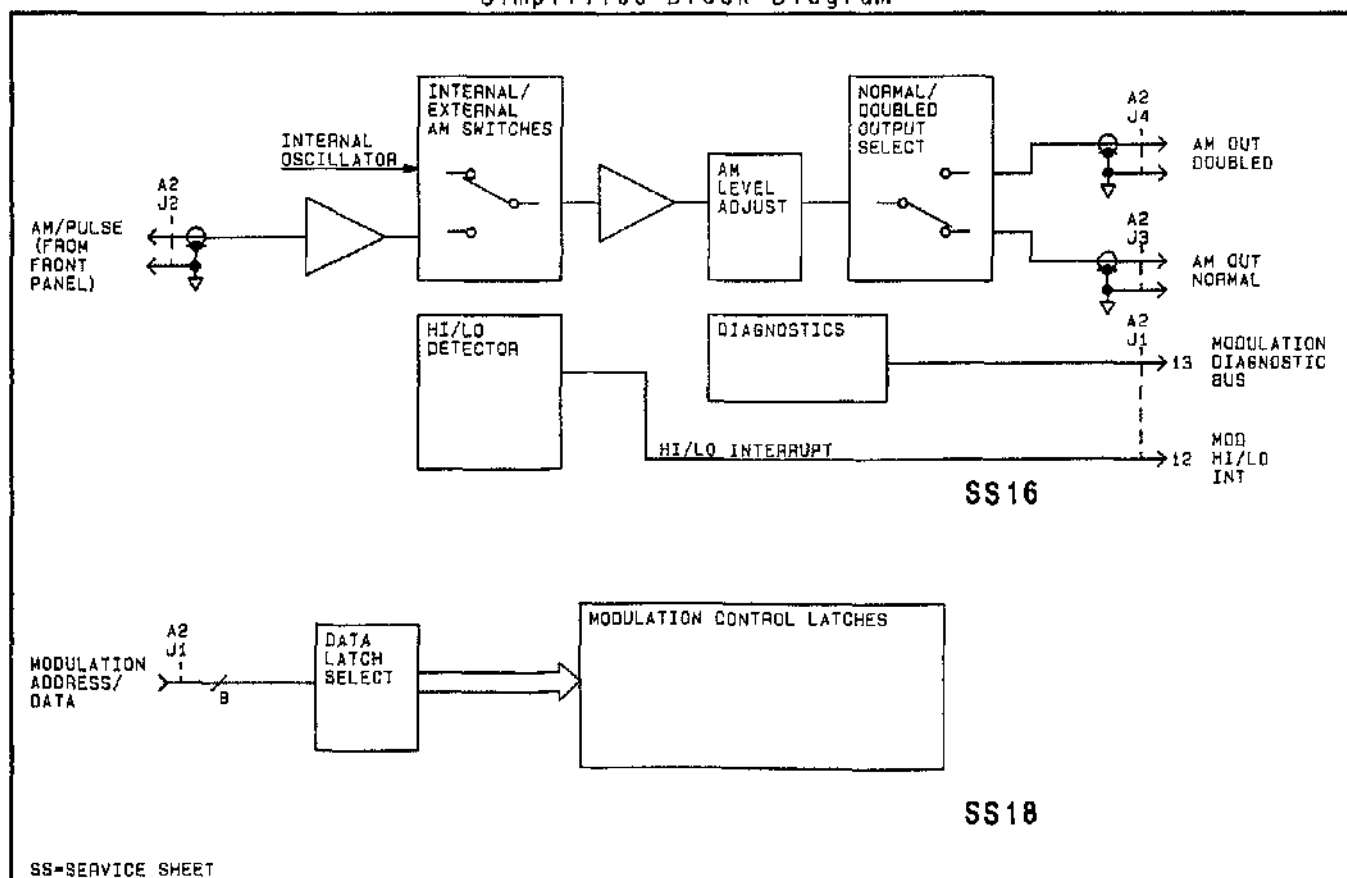 Simplified Block Diagram
INTERNAL/
EXTERNAL
AM SWITCHES
NORMAL/
DOUBLED
OUTPUT
SELECT
A2
J4
AM OUT
DOUBLED
INTERNAL
OSCILLATOR
AM
LEVEL
ADJUST
A2
J2
AM/PULSE
(FROM
FRONT
PANEL)
A2
J3
AM OUT
NORMAL
HI/LO
DETECTOR
DIAGNOSTICS
A2
J1
13
MODULATION
DIAGNOSTIC
BUS
HI/LO INTERRUPT
12
MOD
HI/LO
INT
SS16
A2
J1
MODULATION
ADDRESS/
DATA
8
DATA
LATCH
SELECT
MODULATION CONTROL LATCHES
SS18
SS=SERVICE SHEET